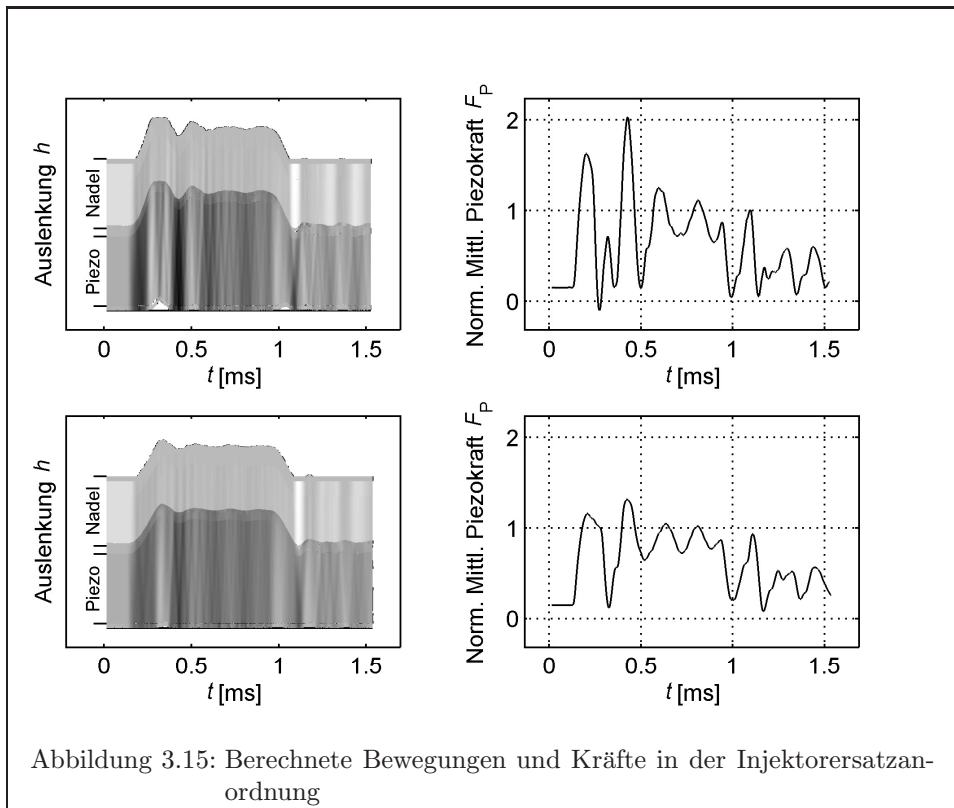 Auslenkung h
Piezo
Nadel
0 0.5 1 1.5
t [ms]
Norm. Mittl. Piezokraft F_P
2
1
0
0 0.5 1 1.5
t [ms]
Auslenkung h
Piezo
Nadel
0 0.5 1 1.5
t [ms]
Norm. Mittl. Piezokraft F_P
2
1
0
0 0.5 1 1.5
t [ms]
Abbildung 3.15: Berechnete Bewegungen und Kräfte in der Injektorersatzan-
ordnung